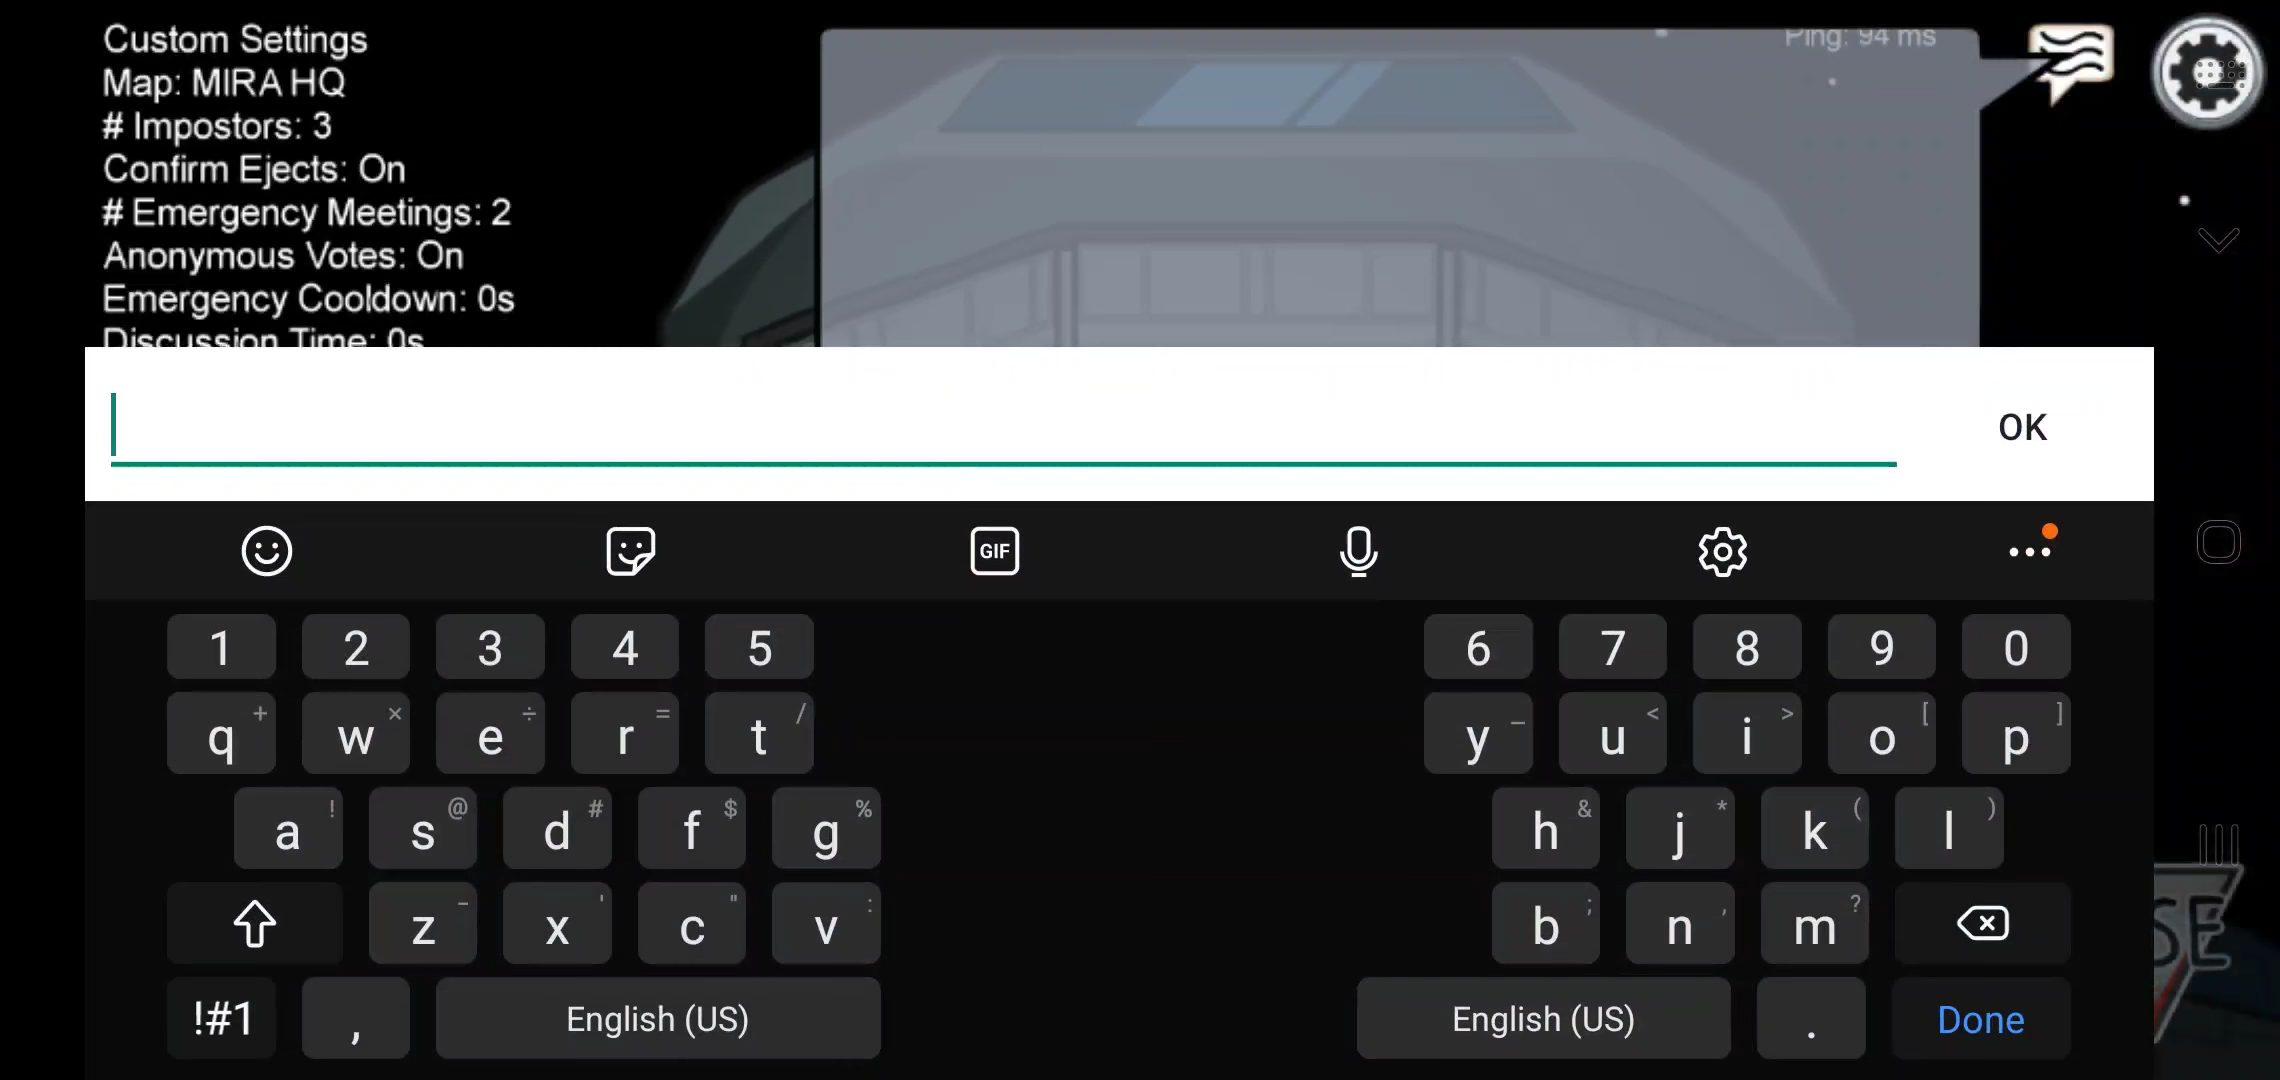 Custom Settings
Map: MIRA HQ
# Impostors: 3
Confirm Ejects: On
# Emergency Meetings: 2
Anonymous Votes: On
Emergency Cooldown: 0s
Discussion Time: 0s
Ping: 94 ms
OK
GIF
1 2 3 4 5 6 7 8 9 0
q + w × e ÷ r = t / y _ u < i > o [ p ]
a ! s @ d # f $ g % h & j * k ( l )
z - x ' c " v : b ; n , m ?
!#1 , English (US) English (US) . Done